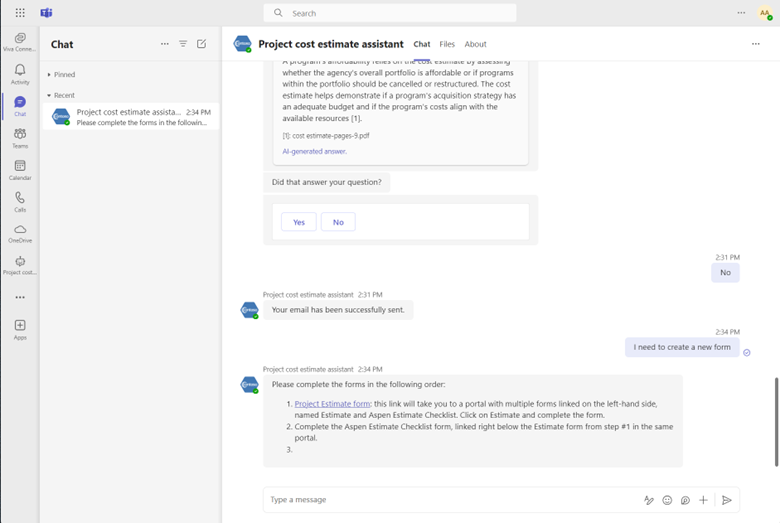 Search
AA
Chat
Project cost estimate assistant
Chat
Files
About
Viva Conne...
Activity
Chat
Teams
Calendar
Calls
OneDrive
Project cost...
Apps
Pinned
Recent
Project cost estimate assista... 2:34 PM
Please complete the forms in the followin...
A program's affordability relies on the cost estimate by assessing
whether the agency's overall portfolio is affordable or if programs
within the portfolio should be cancelled or restructured. The cost
estimate helps demonstrate if a program's acquisition strategy has
an adequate budget and if the program's costs align with the
available resources [1].
[1]: cost estimate-pages-9.pdf
AI-generated answer.
Did that answer your question?
Yes
No
2:31 PM
No
Project cost estimate assistant 2:31 PM
Your email has been successfully sent.
2:34 PM
I need to create a new form
Project cost estimate assistant 2:34 PM
Please complete the forms in the following order:
1. Project Estimate form: this link will take you to a portal with multiple forms linked on the left-hand side,
named Estimate and Aspen Estimate Checklist. Click on Estimate and complete the form.
2. Complete the Aspen Estimate Checklist form, linked right below the Estimate form from step #1 in the same
portal.
3.
Type a message